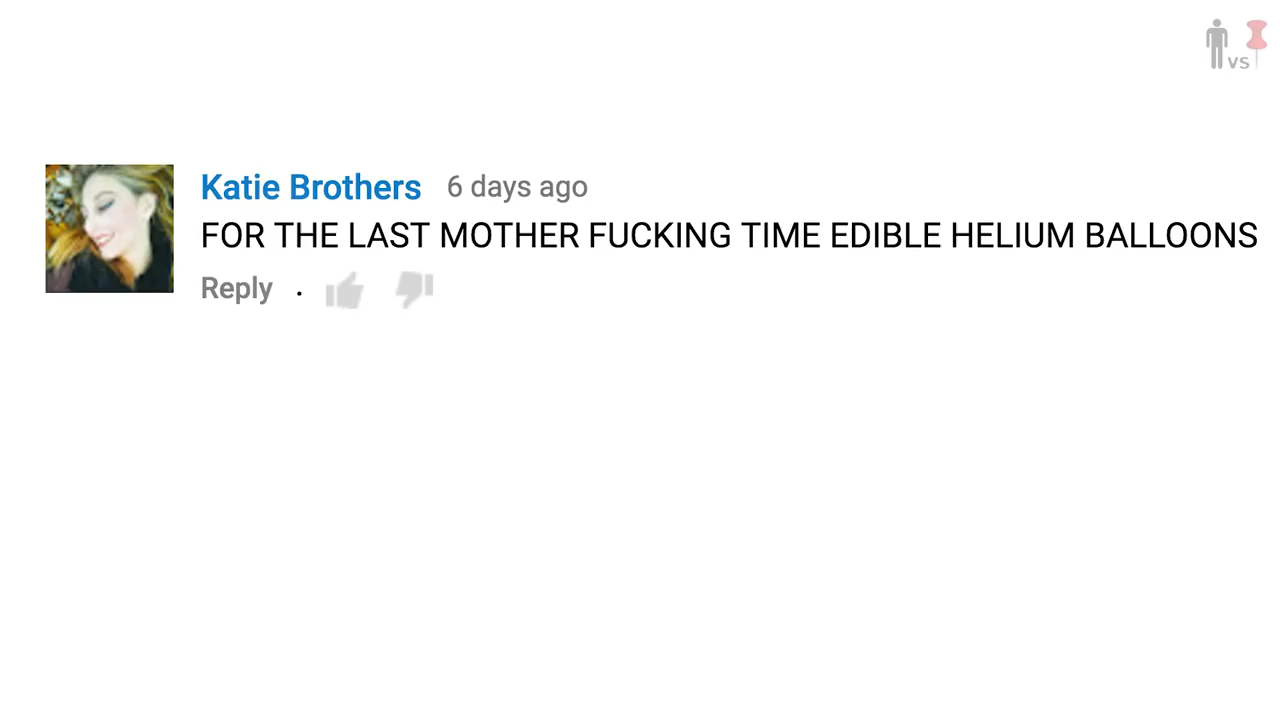 vs
Katie Brothers 6 days ago
FOR THE LAST MOTHER FUCKING TIME EDIBLE HELIUM BALLOONS
Reply .